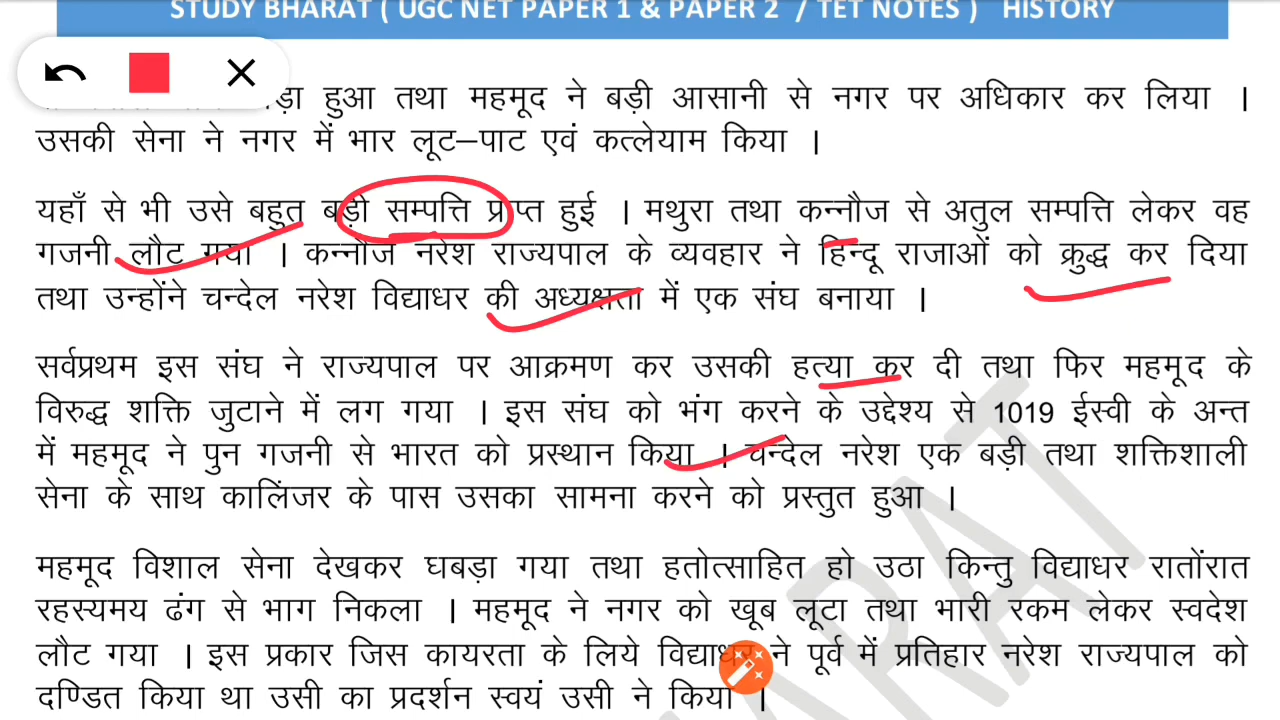 STUDY BHARAT ( UGC NET PAPER 1 & PAPER 2 / TET NOTES ) HISTORY
हुआ तथा महमूद ने बड़ी आसानी से नगर पर अधिकार कर लिया ।
उसकी सेना ने नगर में भार लूट–पाट एवं कत्लेयाम किया ।
यहाँ से भी उसे बहुत बड़ी सम्पत्ति प्राप्त हुई । मथुरा तथा कन्नौज से अतुल सम्पत्ति लेकर वह
गजनी लौट गया । कन्नौज नरेश राज्यपाल के व्यवहार ने हिन्दू राजाओं को क्रुद्ध कर दिया
तथा उन्होंने चन्देल नरेश विद्याधर की अध्यक्षता में एक संघ बनाया ।
सर्वप्रथम इस संघ ने राज्यपाल पर आक्रमण कर उसकी हत्या कर दी तथा फिर महमूद के
विरुद्ध शक्ति जुटाने में लग गया । इस संघ को भंग करने के उद्देश्य से 1019 ईस्वी के अन्त
में महमूद ने पुन गजनी से भारत को प्रस्थान किया । चन्देल नरेश एक बड़ी तथा शक्तिशाली
सेना के साथ कालिंजर के पास उसका सामना करने को प्रस्तुत हुआ ।
महमूद विशाल सेना देखकर घबड़ा गया तथा हतोत्साहित हो उठा किन्तु विद्याधर रातोंरात
रहस्यमय ढंग से भाग निकला । महमूद ने नगर को खूब लूटा तथा भारी रकम लेकर स्वदेश
लौट गया । इस प्रकार जिस कायरता के लिये विद्याधर ने पूर्व में प्रतिहार नरेश राज्यपाल को
दण्डित किया था उसी का प्रदर्शन स्वयं उसी ने किया ।